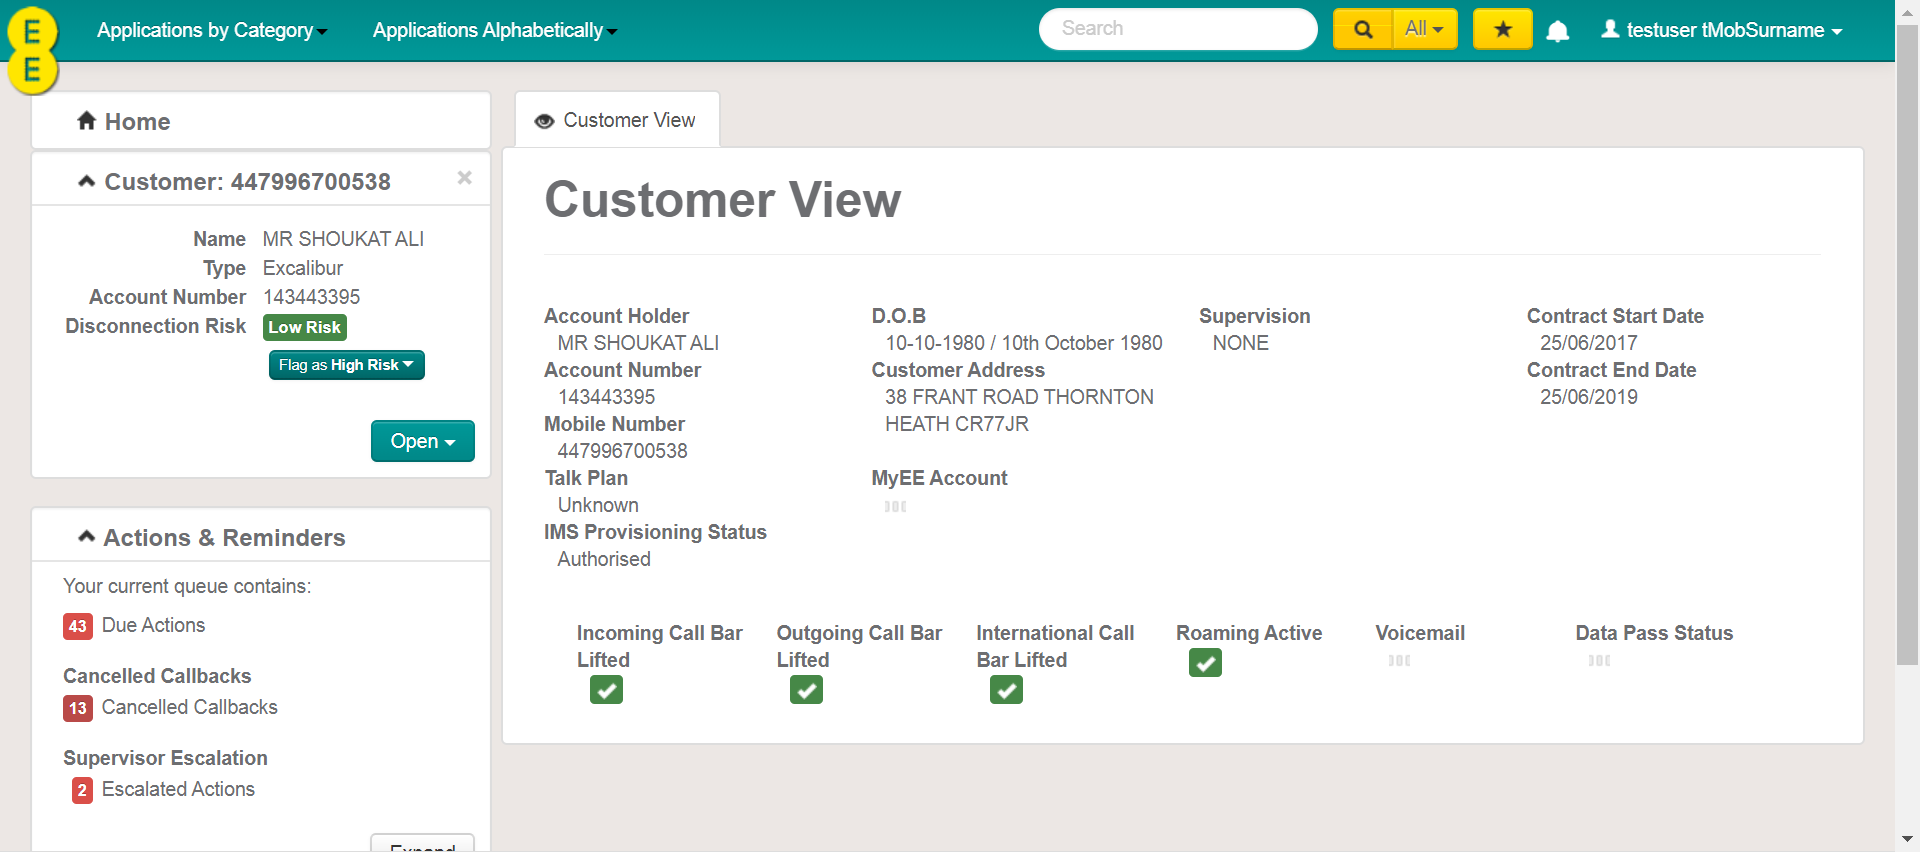 E
E
Applications by Category
Applications Alphabetically
Search
All
testuser tMobSurname
Home
Customer: 447996700538
×
Name MR SHOUKAT ALI
Type Excalibur
Account Number 143443395
Disconnection Risk Low Risk
Flag as High Risk
Open
Actions & Reminders
Your current queue contains:
43 Due Actions
Cancelled Callbacks
13 Cancelled Callbacks
Supervisor Escalation
2 Escalated Actions
Expand
Customer View
Customer View
Account Holder
MR SHOUKAT ALI
Account Number
143443395
Mobile Number
447996700538
Talk Plan
Unknown
IMS Provisioning Status
Authorised
D.O.B
10-10-1980 / 10th October 1980
Customer Address
38 FRANT ROAD THORNTON
HEATH CR77JR
MyEE Account
Supervision
NONE
Contract Start Date
25/06/2017
Contract End Date
25/06/2019
Incoming Call Bar
Lifted
Outgoing Call Bar
Lifted
International Call
Bar Lifted
Roaming Active
Voicemail
Data Pass Status